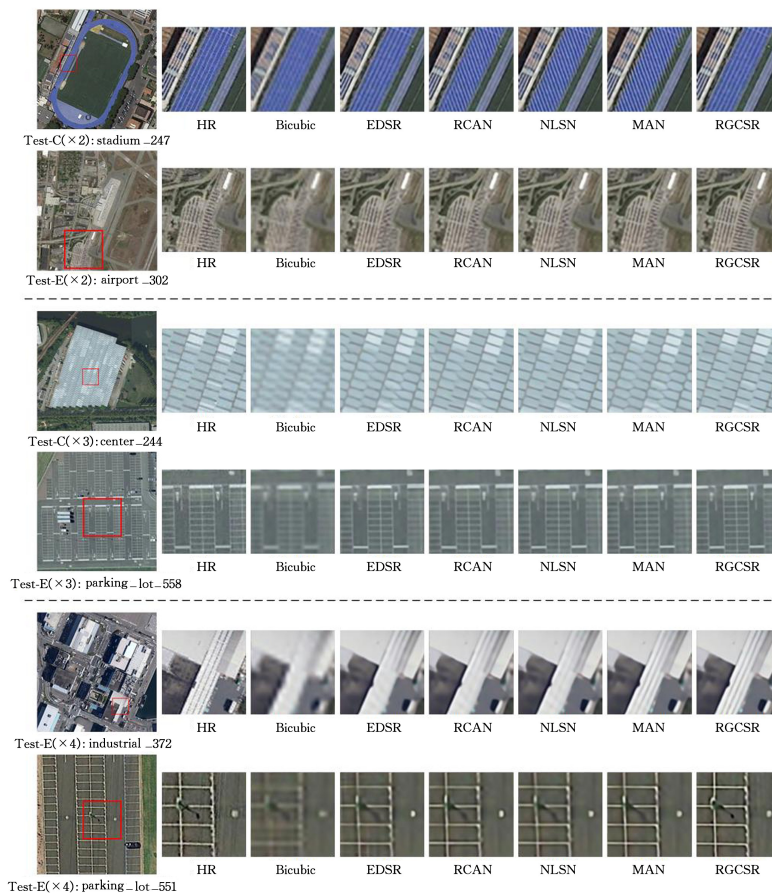 HR Bicubic EDSR RCAN NLSN MAN RGCSR
Test-C(×2): stadium_247
HR Bicubic EDSR RCAN NLSN MAN RGCSR
Test-E(×2): airport_302
HR Bicubic EDSR RCAN NLSN MAN RGCSR
Test-C(×3):center_244
HR Bicubic EDSR RCAN NLSN MAN RGCSR
Test-E(×3): parking_lot_558
HR Bicubic EDSR RCAN NLSN MAN RGCSR
Test-E(×4): industrial_372
HR Bicubic EDSR RCAN NLSN MAN RGCSR
Test-E(×4): parking_lot_551